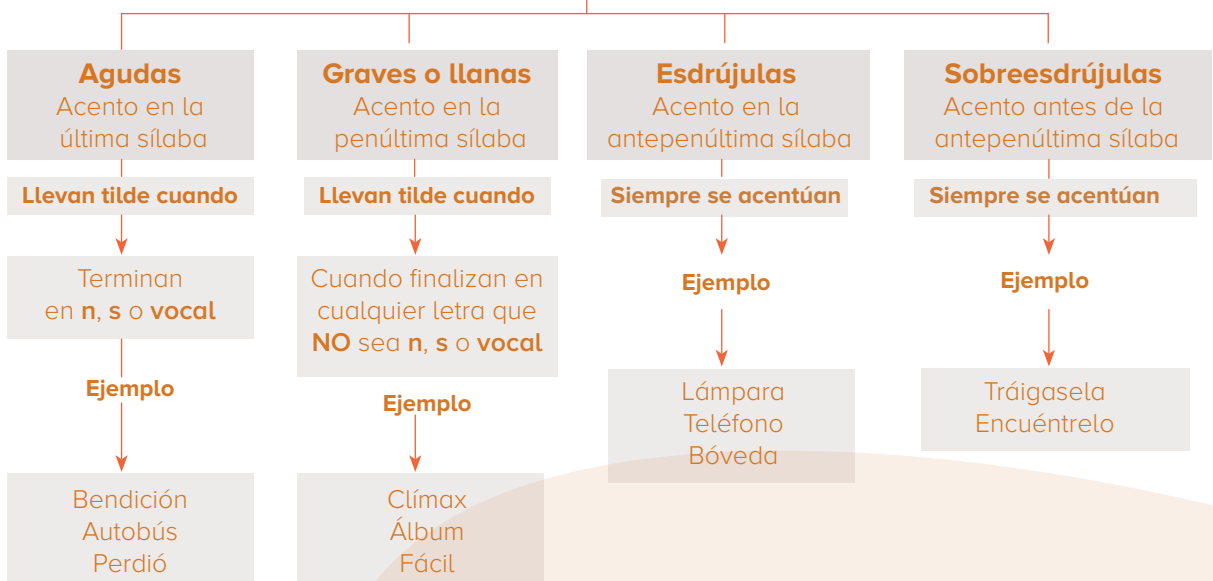 Agudas
Acento en la
última sílaba
Llevan tilde cuando
Terminan
en n, s o vocal
Ejemplo
Bendición
Autobús
Perdió
Graves o llanas
Acento en la
penúltima sílaba
Llevan tilde cuando
Cuando finalizan en
cualquier letra que
NO sea n, s o vocal
Ejemplo
Clímax
Álbum
Fácil
Esdrújulas
Acento en la
antepenúltima sílaba
Siempre se acentúan
Ejemplo
Lámpara
Teléfono
Bóveda
Sobreesdrújulas
Acento antes de la
antepenúltima sílaba
Siempre se acentúan
Ejemplo
Tráigasela
Encuéntrelo